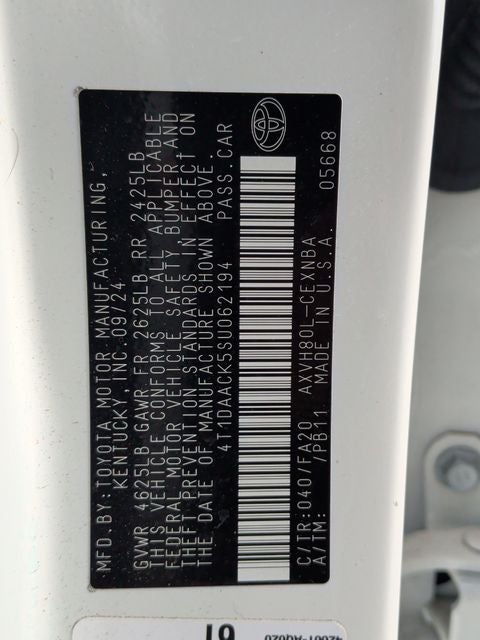 MFD.BY:TOYOTA MOTOR MANUFACTURING,
KENTUCKY, INC. 09/24
GVWR 4625LB GAWR FR 2625LB RR 2425LB
THIS VEHICLE CONFORMS TO ALL APPLICABLE
FEDERAL MOTOR VEHICLE SAFETY, BUMPER,AND
THEFT PREVENTION STANDARDS IN EFFECT ON
THE DATE OF MANUFACTURE SHOWN ABOVE.
4T1DAACK5SU062194 PASS.CAR
C/TR:040/FA20 AXVH80L-CEXNBA
A/TM: /PB11 MADE IN U.S.A. 05668